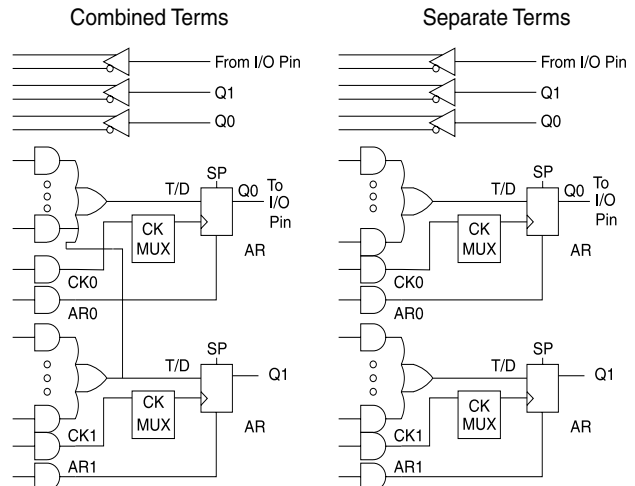 Combined Terms
From I/O Pin
Q1
Q0
SP
T/D
Q0
To
I/O
Pin
CK
MUX
CK0
AR
AR0
SP
T/D
Q1
CK
MUX
CK1
AR
AR1
Separate Terms
From I/O Pin
Q1
Q0
SP
T/D
Q0
To
I/O
Pin
CK
MUX
CK0
AR
AR0
SP
T/D
Q1
CK
MUX
CK1
AR
AR1